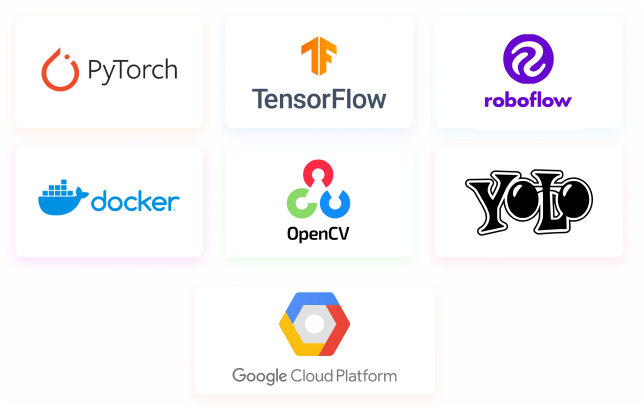 PyTorch
TensorFlow
roboflow
docker
OpenCV
YOLO
Google Cloud Platform